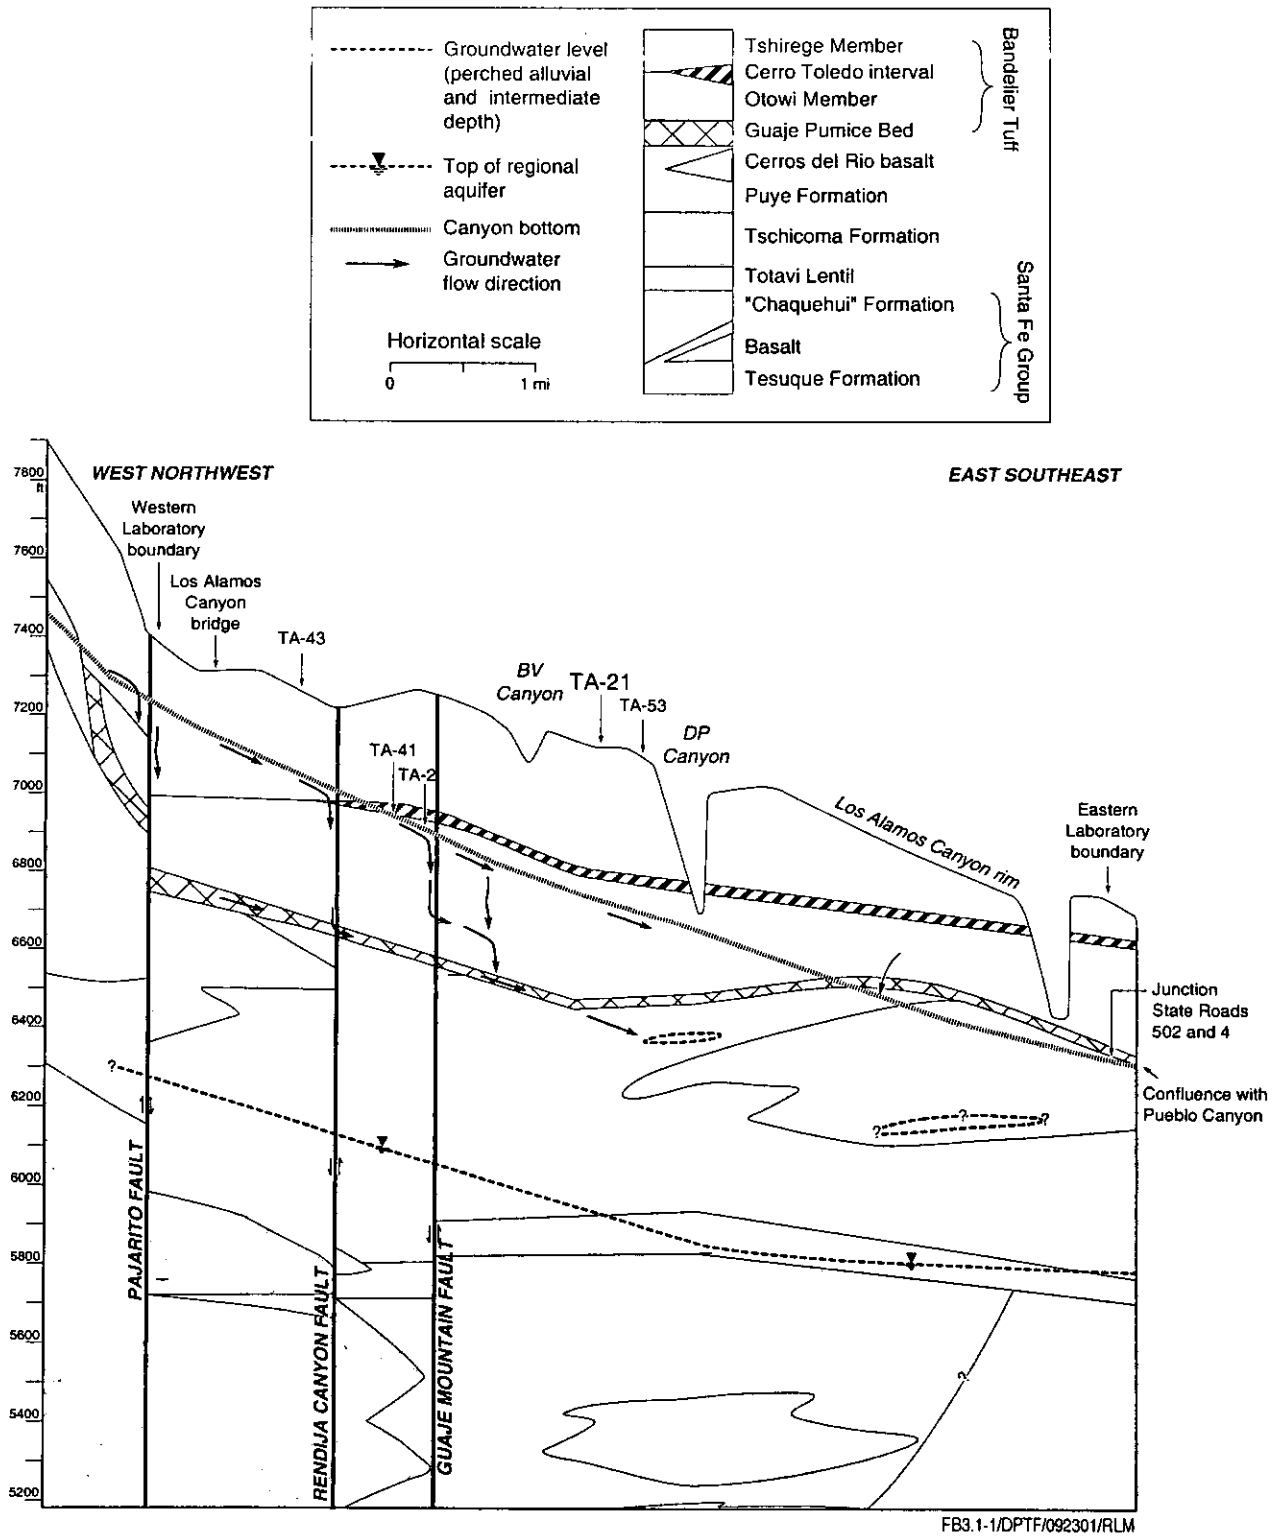 Groundwater level
(perched alluvial
and intermediate
depth)
Top of regional
aquifer
Canyon bottom
Groundwater
flow direction
Horizontal scale
0
1 mi
Tshirege Member
Cerro Toledo interval
Otowi Member
Guaje Pumice Bed
Cerros del Rio basalt
Puye Formation
Tschicoma Formation
Totavi Lentil
"Chaquehui" Formation
Basalt
Tesuque Formation
Bandelier Tuff
Santa Fe Group
WEST NORTHWEST
EAST SOUTHEAST
7800
ft
7600
7400
7200
7000
6800
6600
6400
6200
6000
5800
5600
5400
5200
Western
Laboratory
boundary
Los Alamos
Canyon
bridge
TA-43
TA-41
TA-2
BV
Canyon
TA-21
TA-53
DP
Canyon
Los Alamos Canyon rim
Eastern
Laboratory
boundary
Junction
State Roads
502 and 4
Confluence with
Pueblo Canyon
?
?
?
?
?
PAJARITO FAULT
RENDIJA CANYON FAULT
GUAJE MOUNTAIN FAULT
FB3.1-1/DPTF/092301/RLM